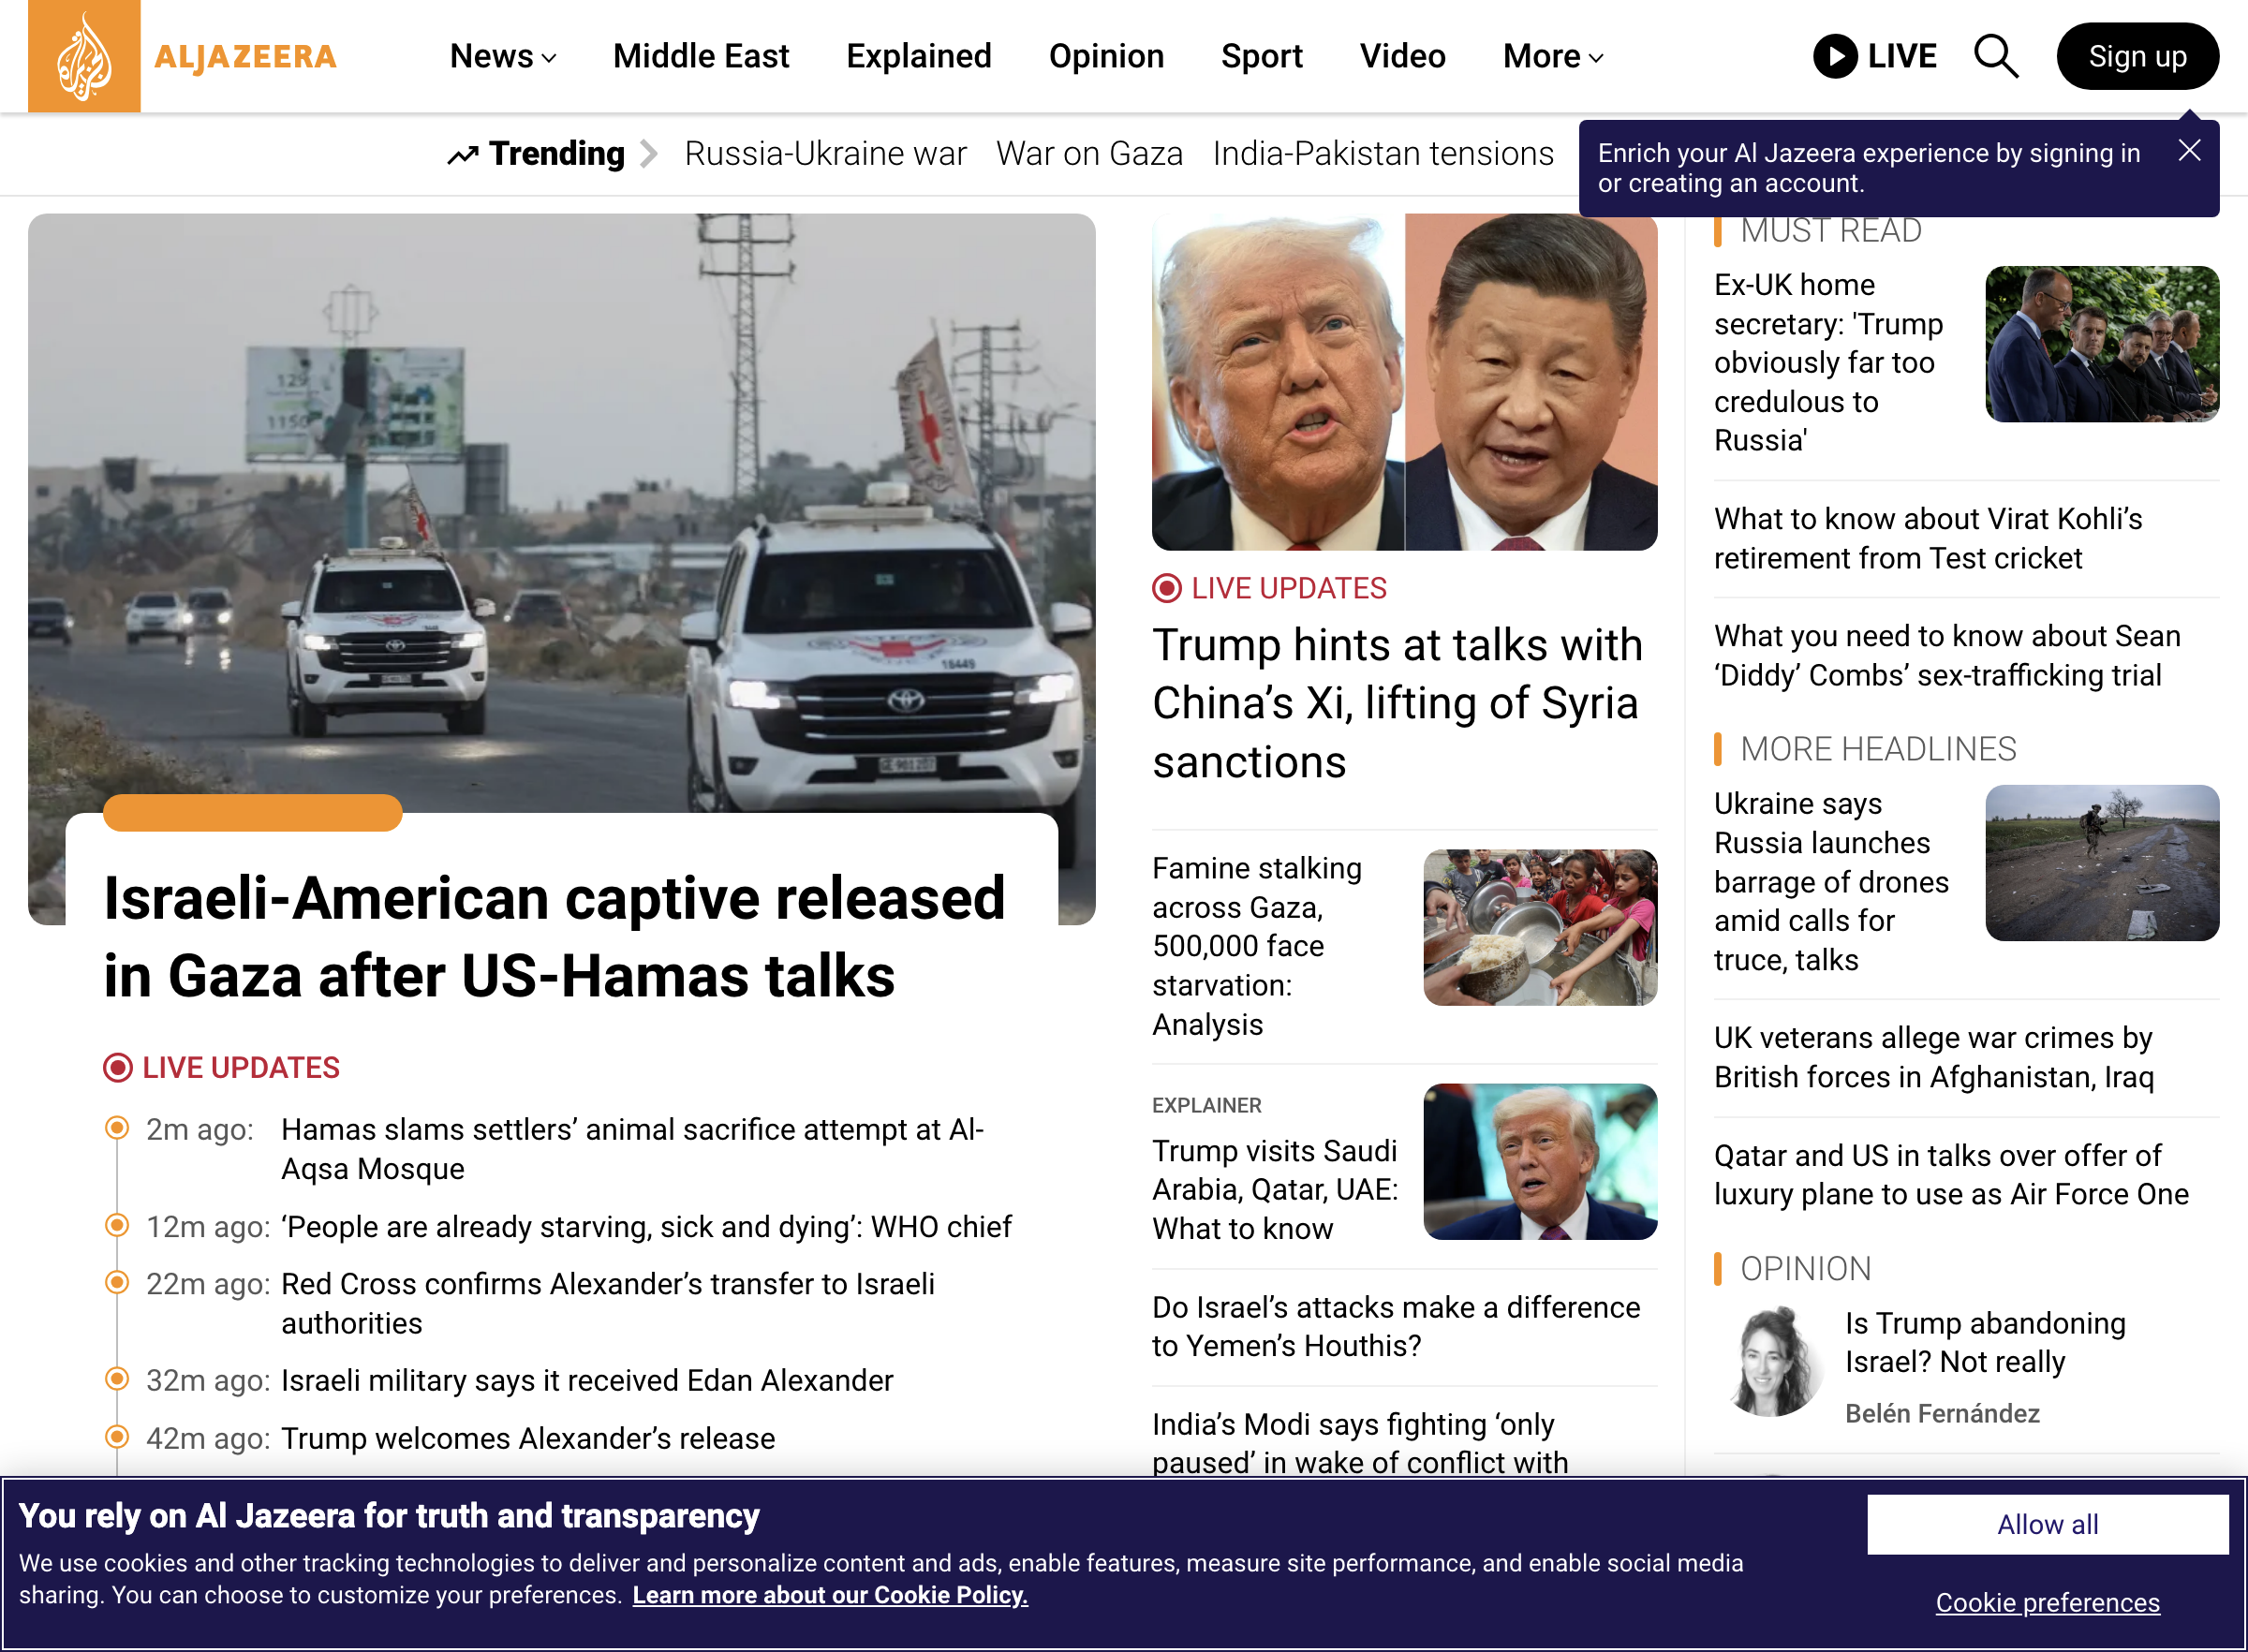 ALJAZEERA
News
Middle East
Explained
Opinion
Sport
Video
More
LIVE
Sign up
Trending
Russia-Ukraine war
War on Gaza
India-Pakistan tensions
Enrich your Al Jazeera experience by signing in
or creating an account.
129
1150
18449
Israeli-American captive released
in Gaza after US-Hamas talks
LIVE UPDATES
2m ago: Hamas slams settlers’ animal sacrifice attempt at Al-
Aqsa Mosque
12m ago: ‘People are already starving, sick and dying’: WHO chief
22m ago: Red Cross confirms Alexander’s transfer to Israeli
authorities
32m ago: Israeli military says it received Edan Alexander
42m ago: Trump welcomes Alexander’s release
LIVE UPDATES
Trump hints at talks with
China’s Xi, lifting of Syria
sanctions
Famine stalking
across Gaza,
500,000 face
starvation:
Analysis
EXPLAINER
Trump visits Saudi
Arabia, Qatar, UAE:
What to know
Do Israel’s attacks make a difference
to Yemen’s Houthis?
India’s Modi says fighting ‘only
paused’ in wake of conflict with
MUST READ
Ex-UK home
secretary: 'Trump
obviously far too
credulous to
Russia'
What to know about Virat Kohli’s
retirement from Test cricket
What you need to know about Sean
‘Diddy’ Combs’ sex-trafficking trial
MORE HEADLINES
Ukraine says
Russia launches
barrage of drones
amid calls for
truce, talks
UK veterans allege war crimes by
British forces in Afghanistan, Iraq
Qatar and US in talks over offer of
luxury plane to use as Air Force One
OPINION
Is Trump abandoning
Israel? Not really
Belén Fernández
You rely on Al Jazeera for truth and transparency
We use cookies and other tracking technologies to deliver and personalize content and ads, enable features, measure site performance, and enable social media
sharing. You can choose to customize your preferences. Learn more about our Cookie Policy.
Allow all
Cookie preferences